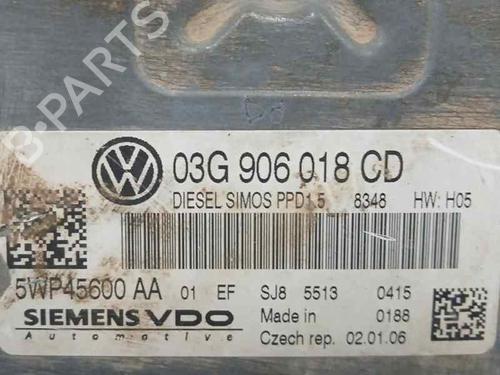 B-PARTS
03G 906 018 CD
DIESEL SIMOS PPD1.5 8348 HW: H05
5WP45600 AA 01 EF SJ8 5513 0415
SIEMENS VDO Made in 0188
Automotive Czech rep. 02.01.06